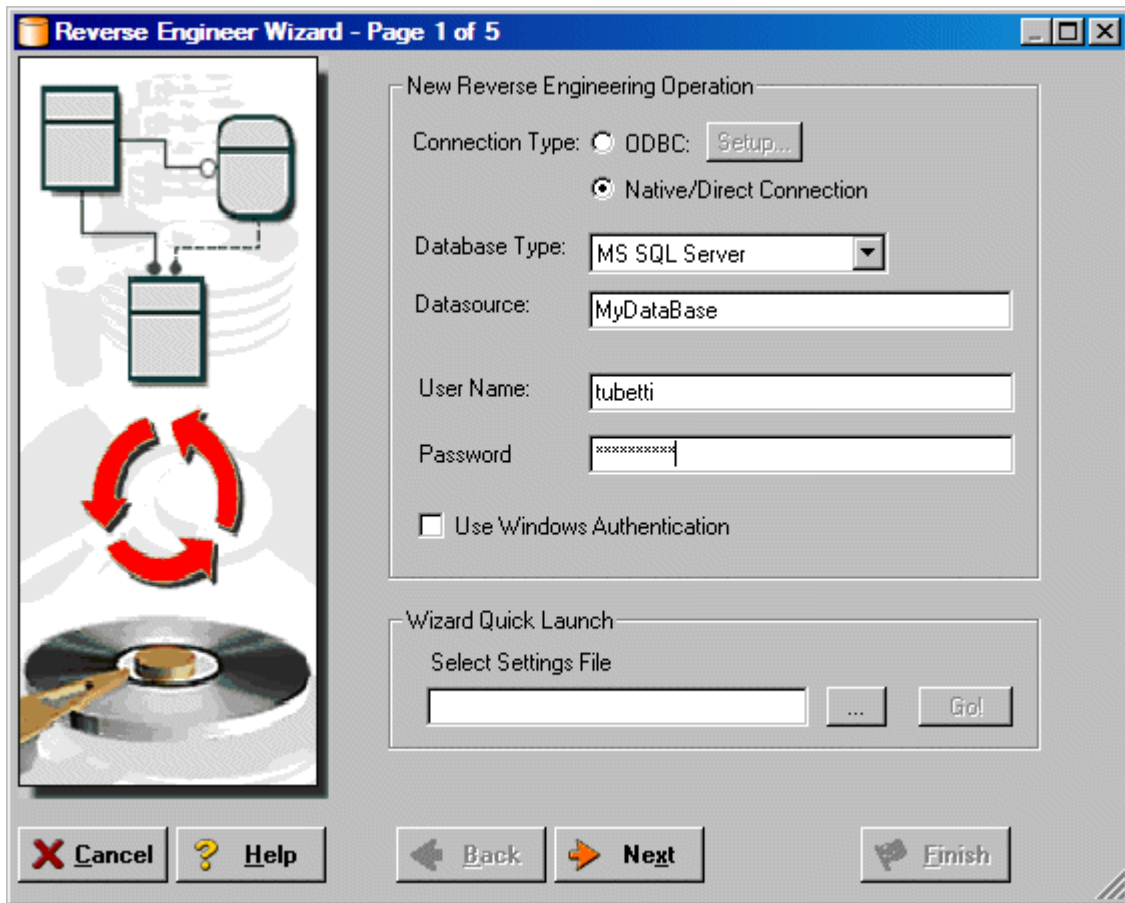 Reverse Engineer Wizard - Page 1 of 5
New Reverse Engineering Operation
Connection Type: ODBC: Setup...
Native/Direct Connection
Database Type: MS SQL Server
Datasource: MyDataBase
User Name: tubetti
Password **********
Use Windows Authentication
Wizard Quick Launch
Select Settings File
... Go!
Cancel ? Help Back Next Finish